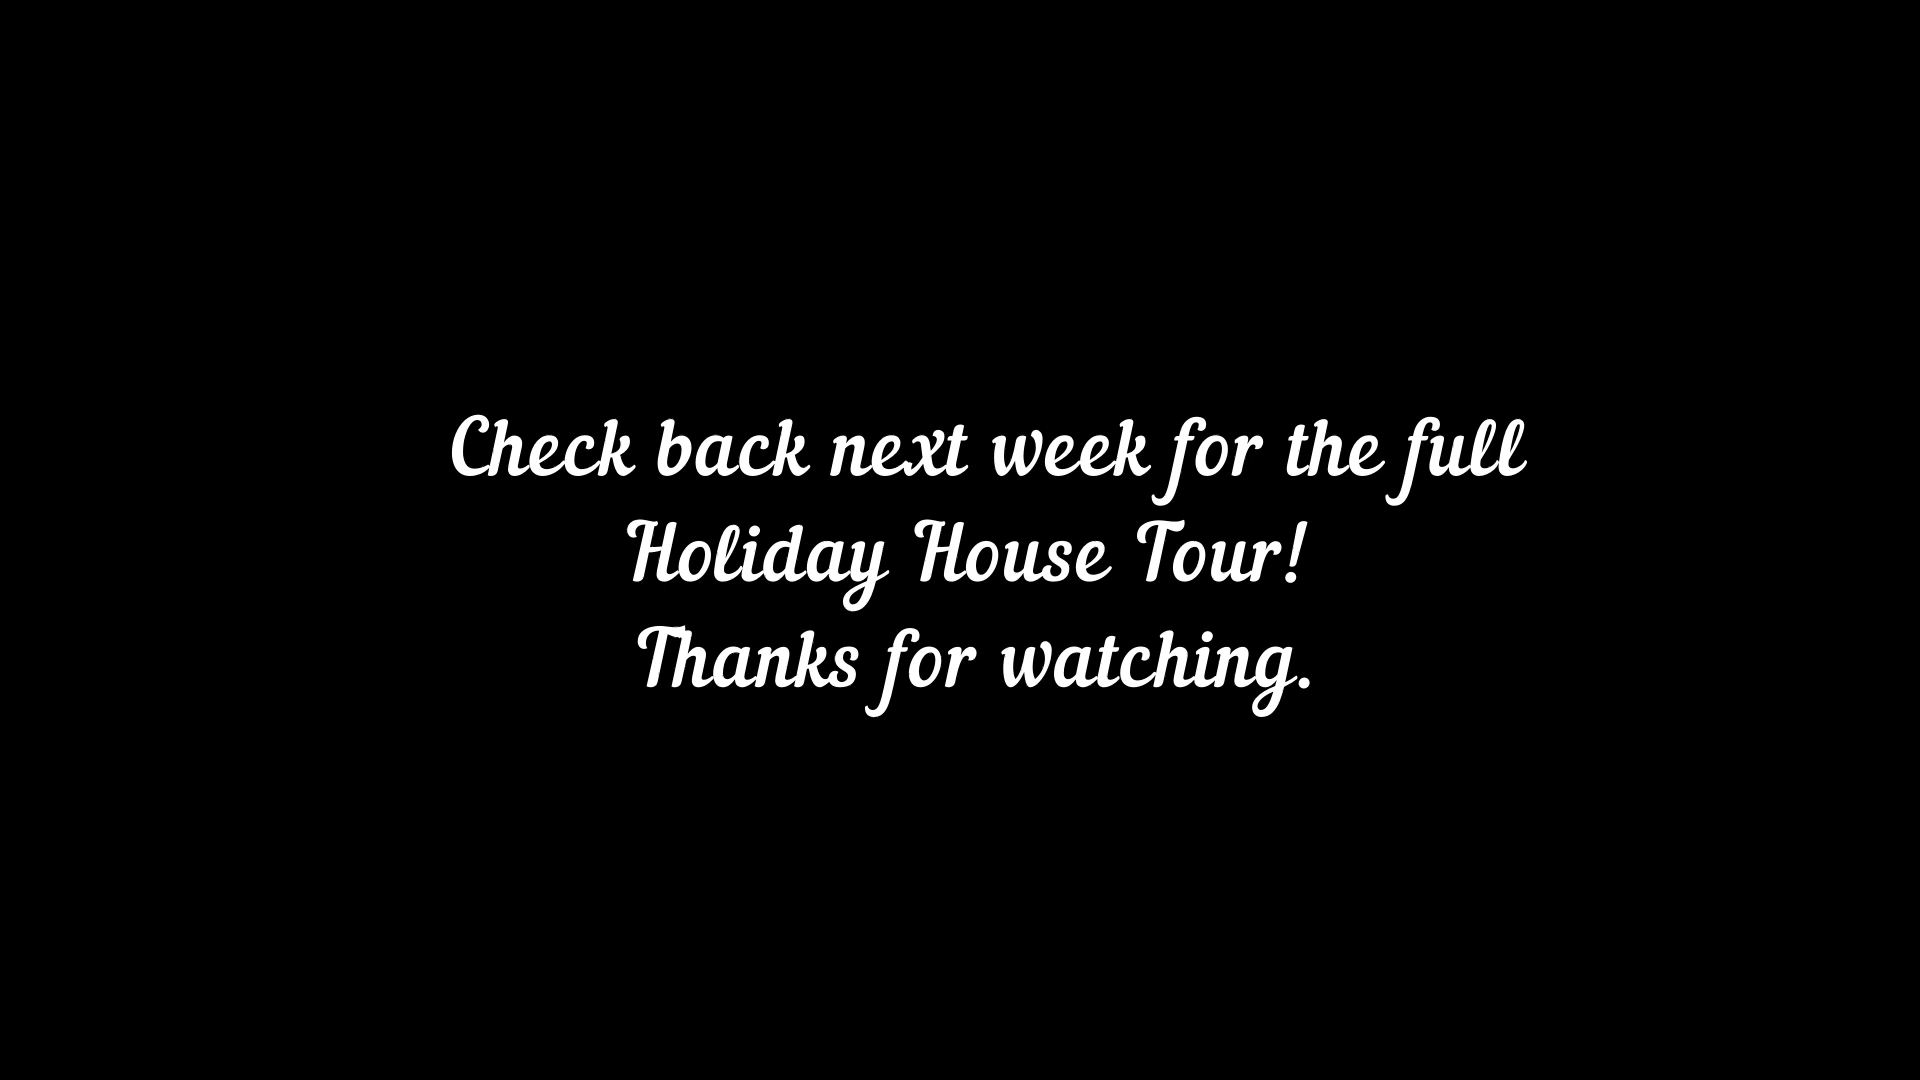 Check back next week for the full
Holiday House Tour!
Thanks for watching.